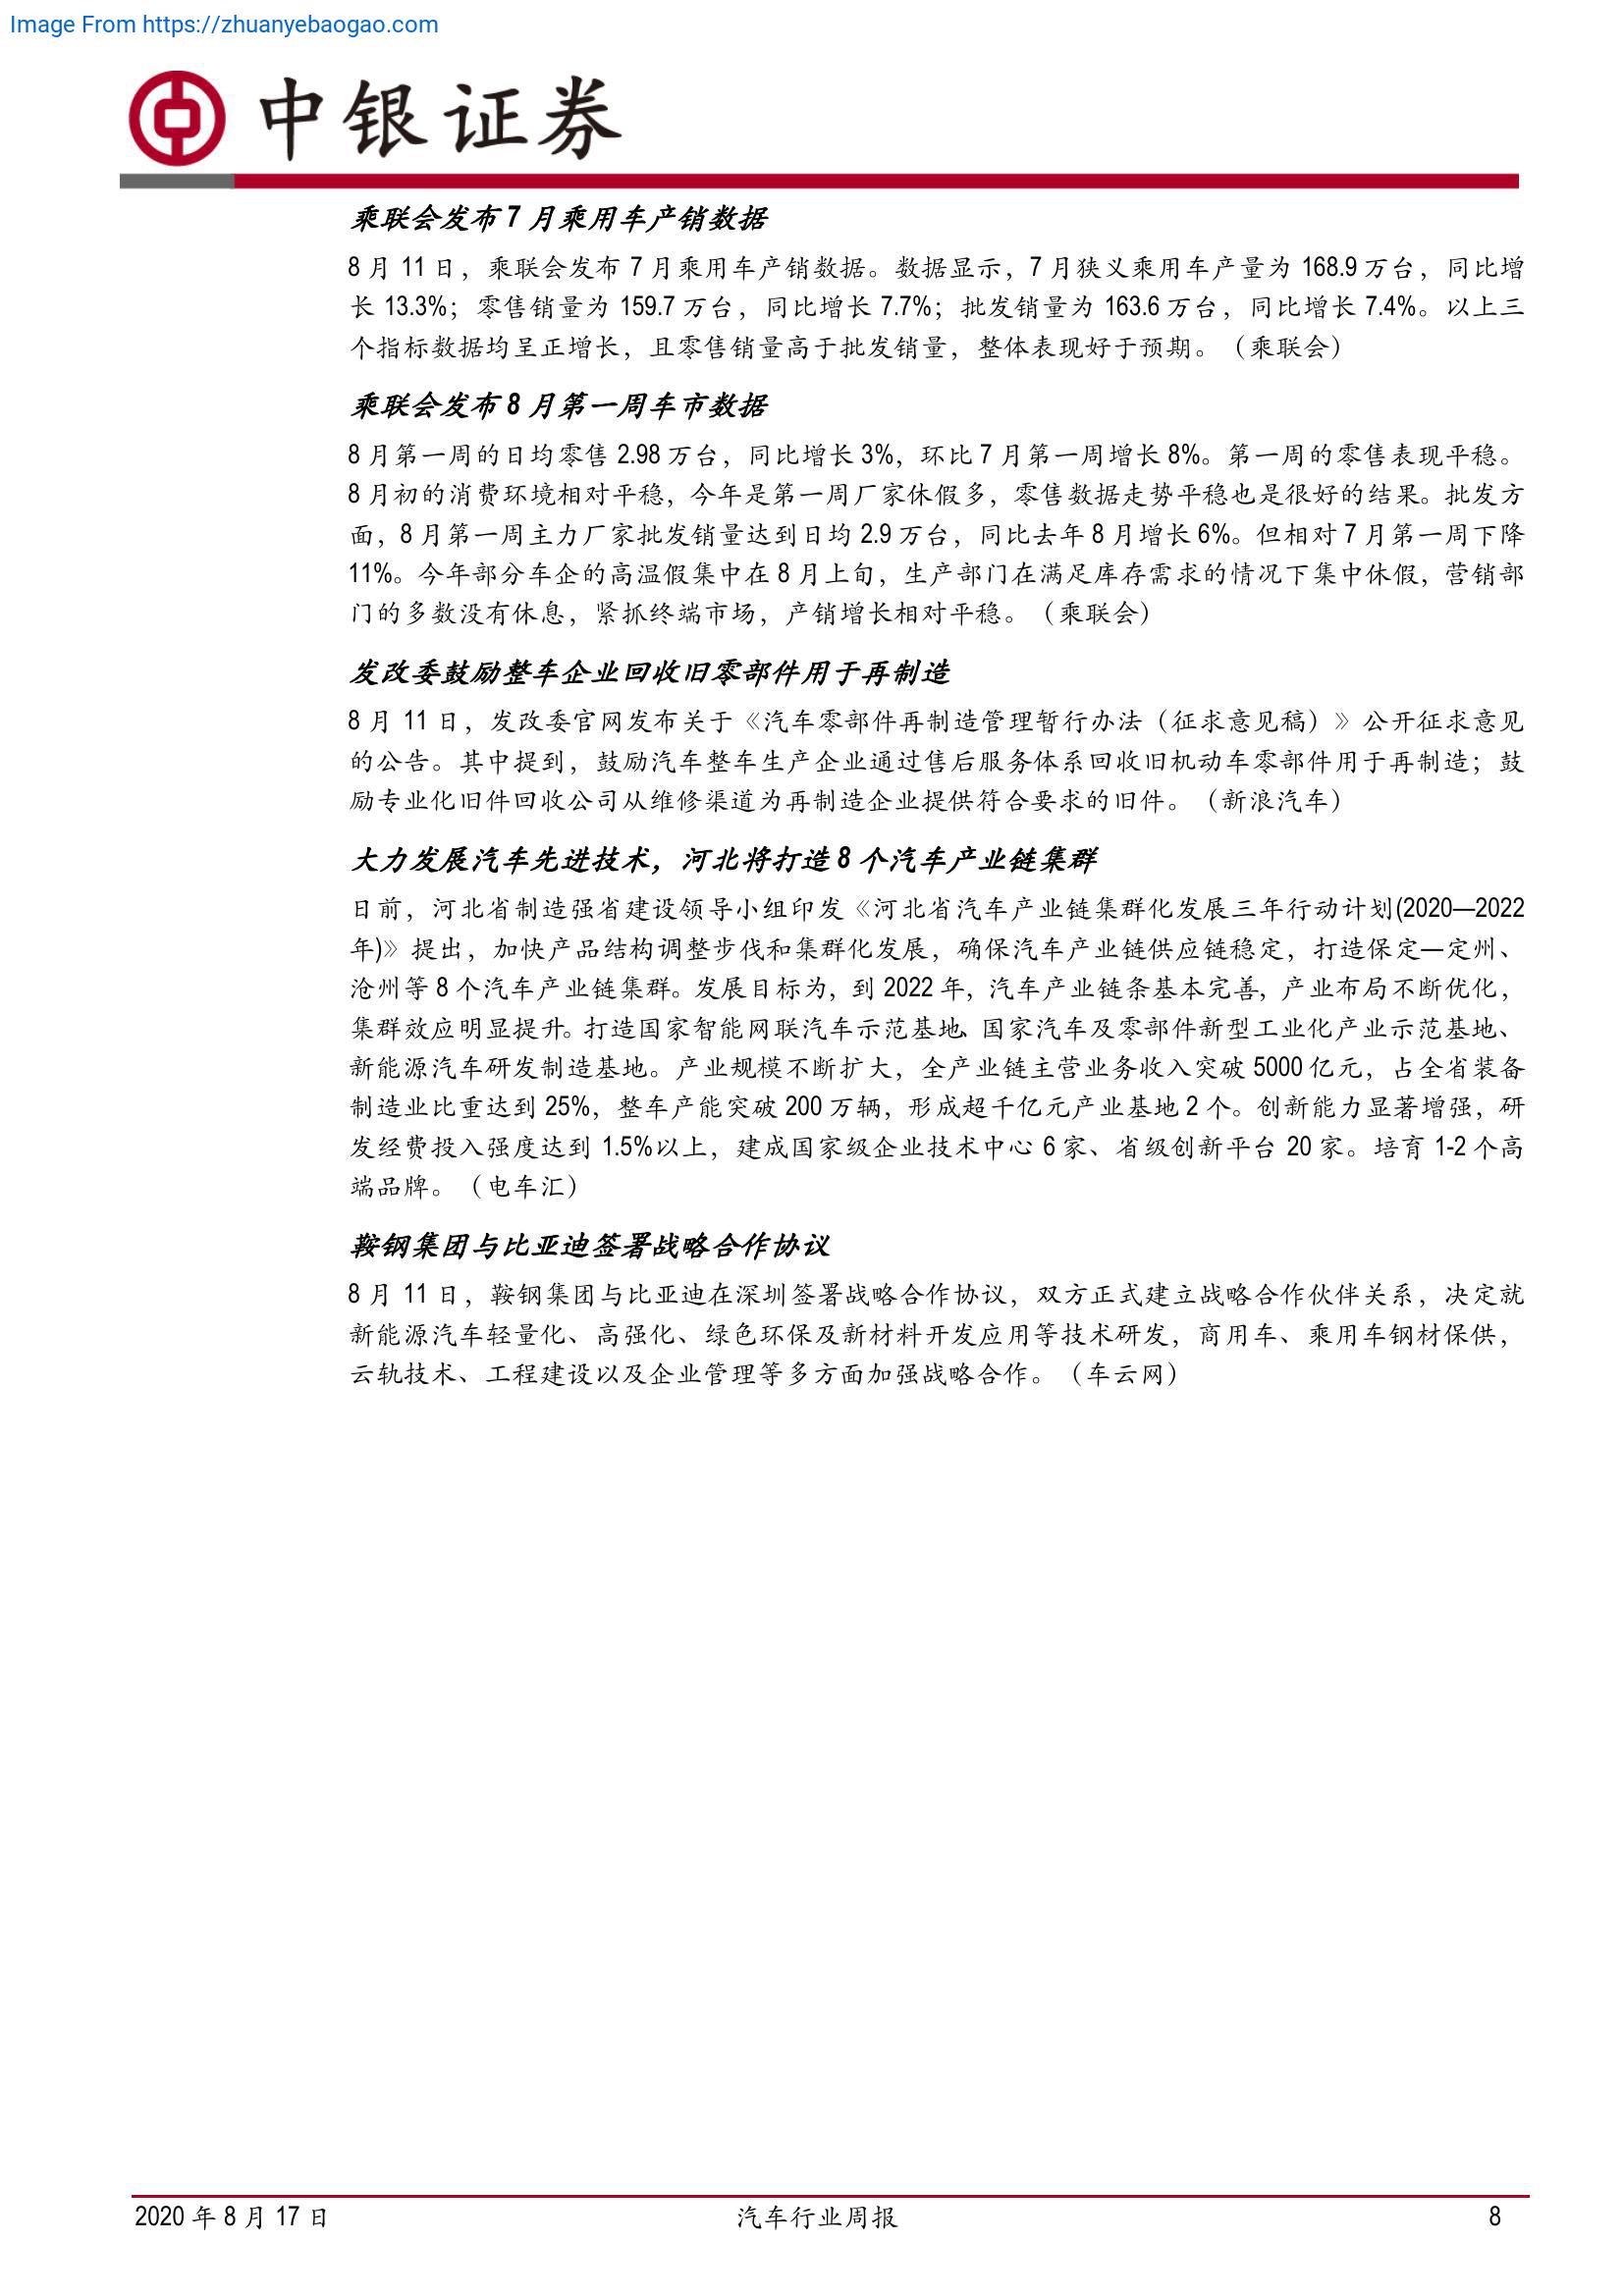 Image From https://zhuanyebaogao.com
中银证券
乘联会发布 7 月乘用车产销数据
8 月 11 日，乘联会发布 7 月乘用车产销数据。数据显示，7 月狭义乘用车产量为 168.9 万台，同比增
长 13.3%；零售销量为 159.7 万台，同比增长 7.7%；批发销量为 163.6 万台，同比增长 7.4%。以上三
个指标数据均呈正增长，且零售销量高于批发销量，整体表现好于预期。（乘联会）
乘联会发布 8 月第一周车市数据
8 月第一周的日均零售 2.98 万台，同比增长 3%，环比 7 月第一周增长 8%。第一周的零售表现平稳。
8 月初的消费环境相对平稳，今年是第一周厂家休假多，零售数据走势平稳也是很好的结果。批发方
面，8 月第一周主力厂家批发销量达到日均 2.9 万台，同比去年 8 月增长 6%。但相对 7 月第一周下降
11%。今年部分车企的高温假集中在 8 月上旬，生产部门在满足库存需求的情况下集中休假，营销部
门的多数没有休息，紧抓终端市场，产销增长相对平稳。（乘联会）
发改委鼓励整车企业回收旧零部件用于再制造
8 月 11 日，发改委官网发布关于《汽车零部件再制造管理暂行办法（征求意见稿）》公开征求意见
的公告。其中提到，鼓励汽车整车生产企业通过售后服务体系回收旧机动车零部件用于再制造；鼓
励专业化旧件回收公司从维修渠道为再制造企业提供符合要求的旧件。（新浪汽车）
大力发展汽车先进技术，河北将打造 8 个汽车产业链集群
日前，河北省制造强省建设领导小组印发《河北省汽车产业链集群化发展三年行动计划(2020—2022
年)》提出，加快产品结构调整步伐和集群化发展，确保汽车产业链供应链稳定，打造保定—定州、
沧州等 8 个汽车产业链集群。发展目标为，到 2022 年，汽车产业链条基本完善，产业布局不断优化，
集群效应明显提升。打造国家智能网联汽车示范基地、国家汽车及零部件新型工业化产业示范基地、
新能源汽车研发制造基地。产业规模不断扩大，全产业链主营业务收入突破 5000 亿元，占全省装备
制造业比重达到 25%，整车产能突破 200 万辆，形成超千亿元产业基地 2 个。创新能力显著增强，研
发经费投入强度达到 1.5%以上，建成国家级企业技术中心 6 家、省级创新平台 20 家。培育 1-2 个高
端品牌。（电车汇）
鞍钢集团与比亚迪签署战略合作协议
8 月 11 日，鞍钢集团与比亚迪在深圳签署战略合作协议，双方正式建立战略合作伙伴关系，决定就
新能源汽车轻量化、高强化、绿色环保及新材料开发应用等技术研发，商用车、乘用车钢材保供，
云轨技术、工程建设以及企业管理等多方面加强战略合作。（车云网）
2020 年 8 月 17 日 汽车行业周报 8